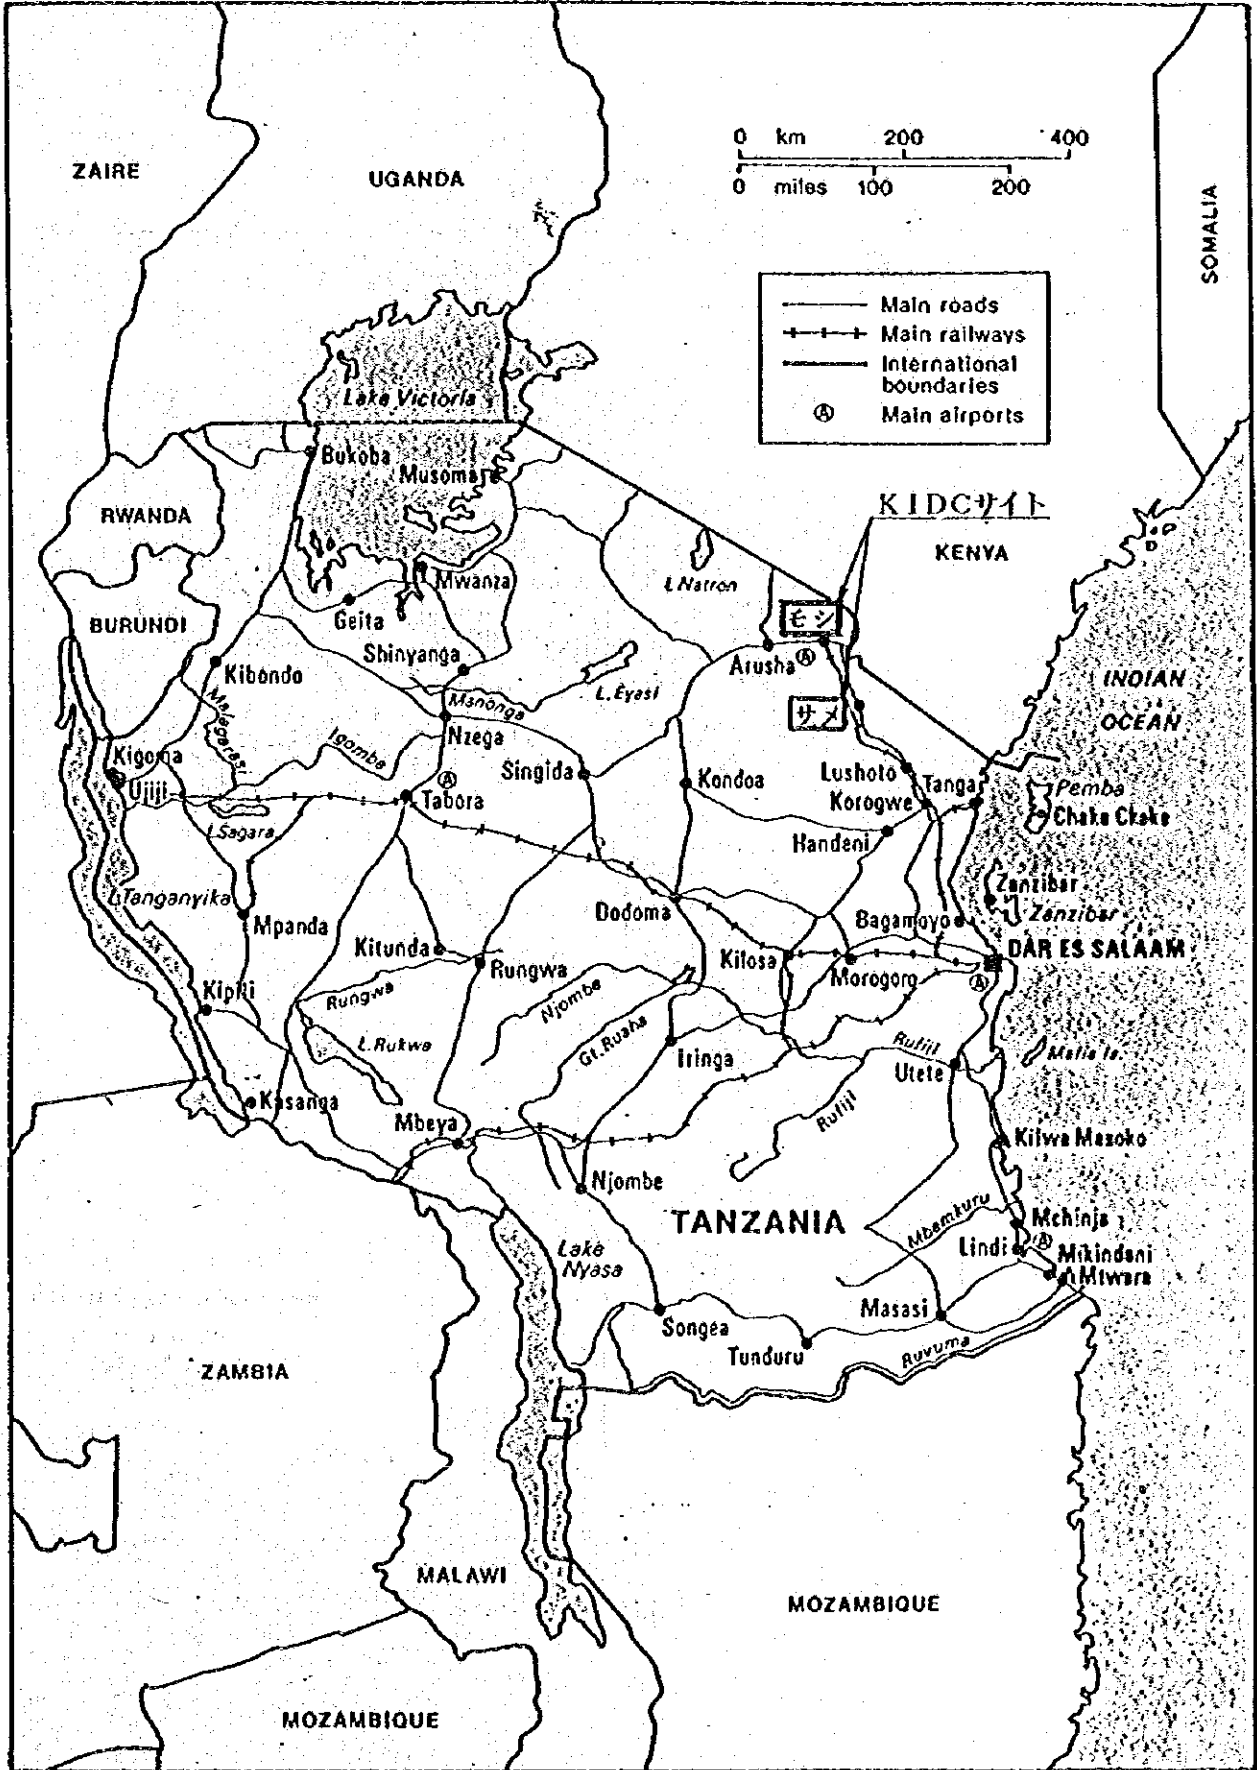 0 km 200 400
0 miles 100 200
ZAIRE
UGANDA
SOMALIA
Main roads
Main railways
International
boundaries
Ⓐ Main airports
Lake Victoria
Bukoba
Musoma
RWANDA
KIDCサイト
KENYA
Mwanza
L.Natron
Geita
モシ
BURUNDI
Shinyanga
Arusha Ⓐ
Kibondo
L.Eyasi
INDIAN
OCEAN
Manonga
サメ
Malagarasi
Igombe
Nzega
Kigoma
Ujiji
Ⓐ
Tabora
Singida
Kondoa
Lushoto
Korogwe
Tanga
Pemba
Chake Chake
L.Sagara
Handeni
L.Tanganyika
Mpanda
Dodoma
Bagamoyo
Zanzibar
Zanzibar
Kitunda
Rungwa
Kilosa
Morogoro
DAR ES SALAAM
Ⓐ
Kipili
Rungwa
Njombe
L.Rukwa
Gt.Ruaha
Iringa
Rufiji
Utete
Mafia Is.
Kasanga
Mbeya
Rufiji
Kilwa Masoko
Njombe
TANZANIA
Mbemkuru
Mchinja
Lindi
Ⓐ
Mikindani
Mtwara
Lake
Nyasa
Masasi
Songea
Tunduru
Ruvuma
ZAMBIA
MALAWI
MOZAMBIQUE
MOZAMBIQUE